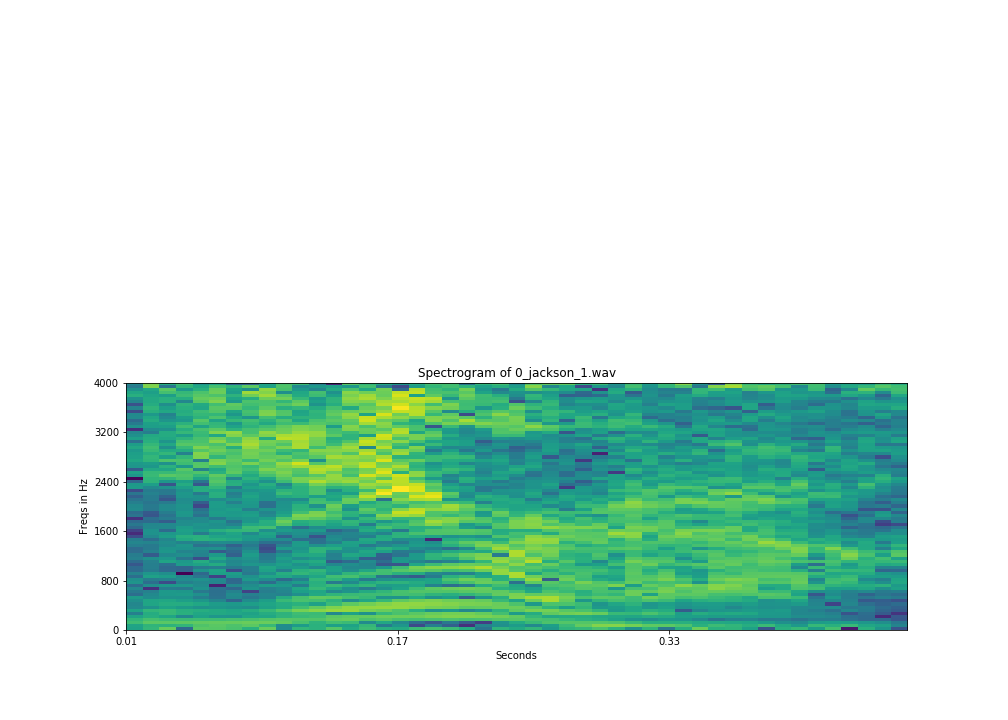 Spectrogram of 0_jackson_1.wav
4000
3200
2400
1600
800
0
Freqs in Hz
0.01 0.17 0.33
Seconds